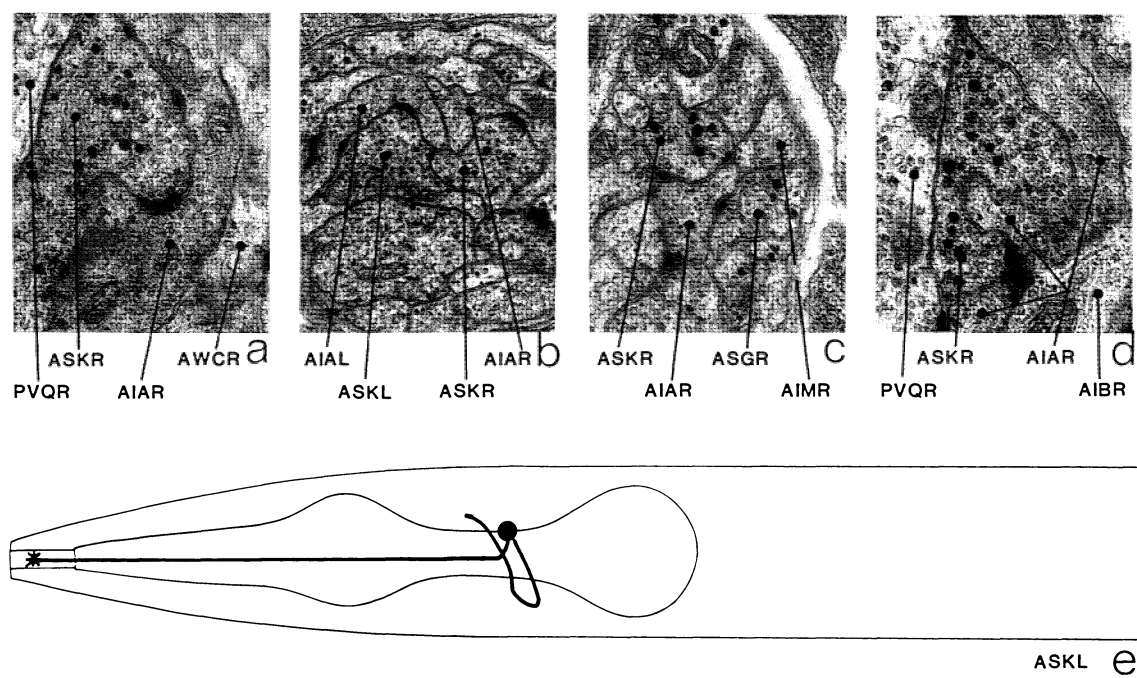 ASKR AWCR a
PVQR AIAR
AIAL AIAR b
ASKL ASKR
ASKR ASGR c
AIAR AIMR
ASKR AIAR d
PVQR AIBR
ASKL e